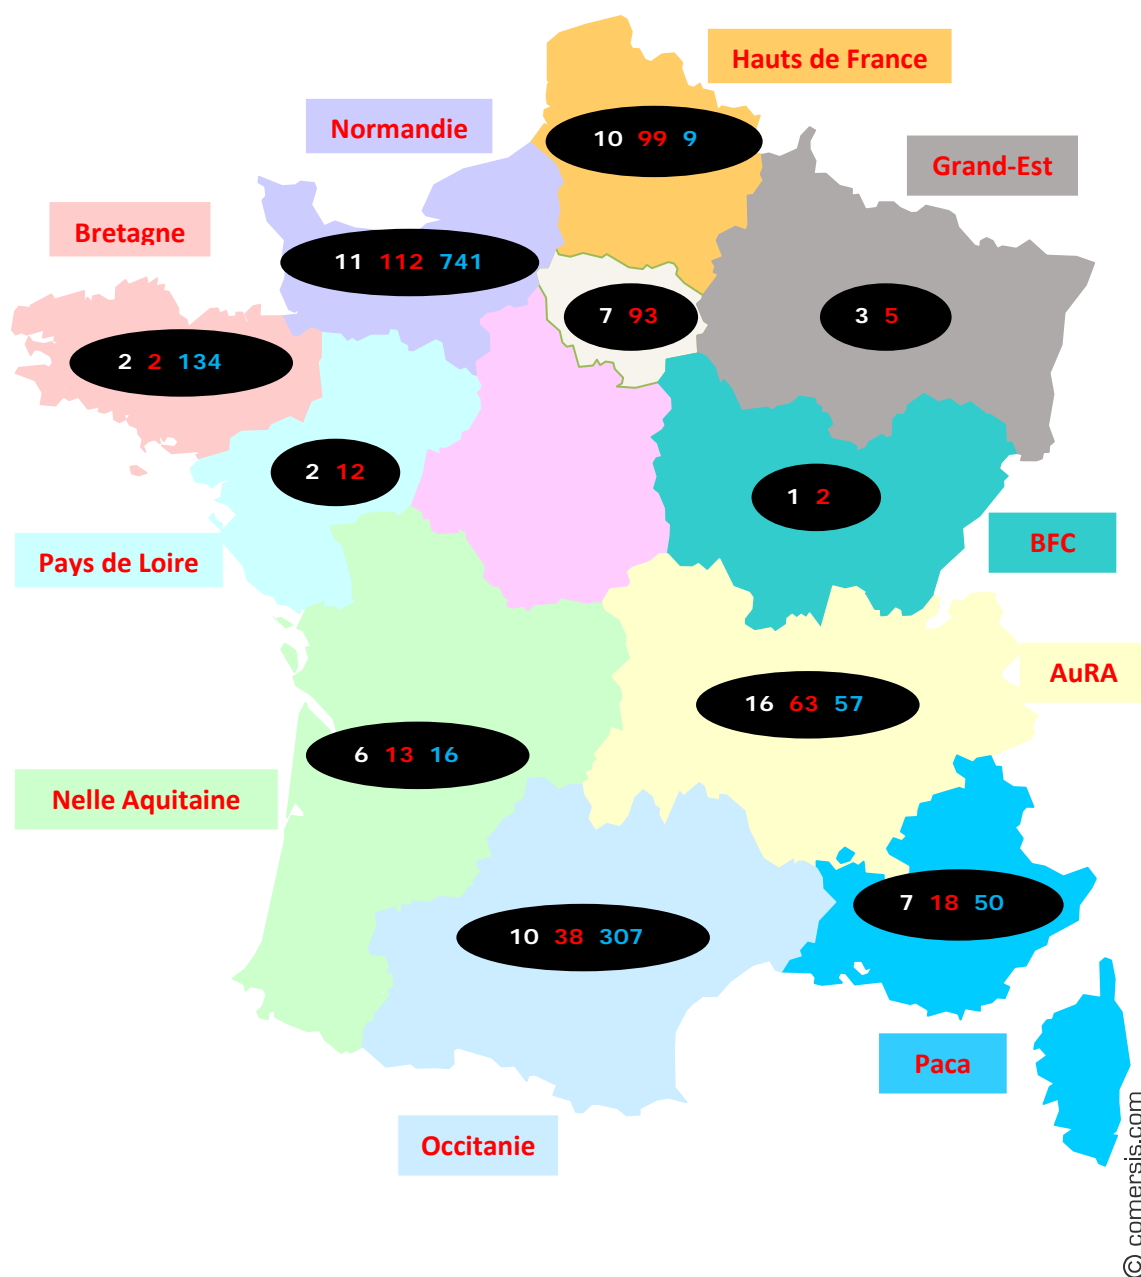 Hauts de France
Normandie
10 99 9
Grand-Est
Bretagne
11 112 741
7 93
3 5
2 2 134
2 12
1 2
Pays de Loire
BFC
AuRA
16 63 57
6 13 16
Nelle Aquitaine
7 18 50
10 38 307
Paca
Occitanie
© comersis.com